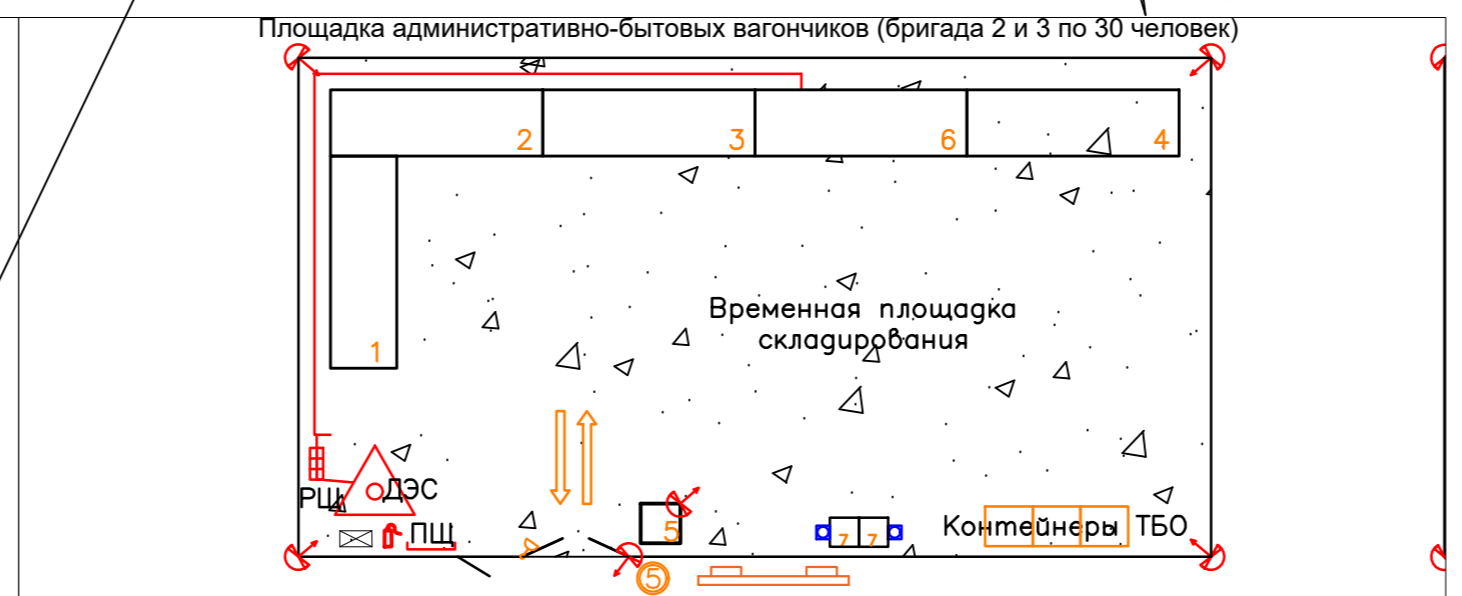 Площадка административно-бытовых вагончиков (бригада 2 и 3 по 30 человек)
2 3 6 4
1
Временная площадка
складирования
РЩ ДЭС
ПЩ
5
7 7
Контейнеры ТБО
5